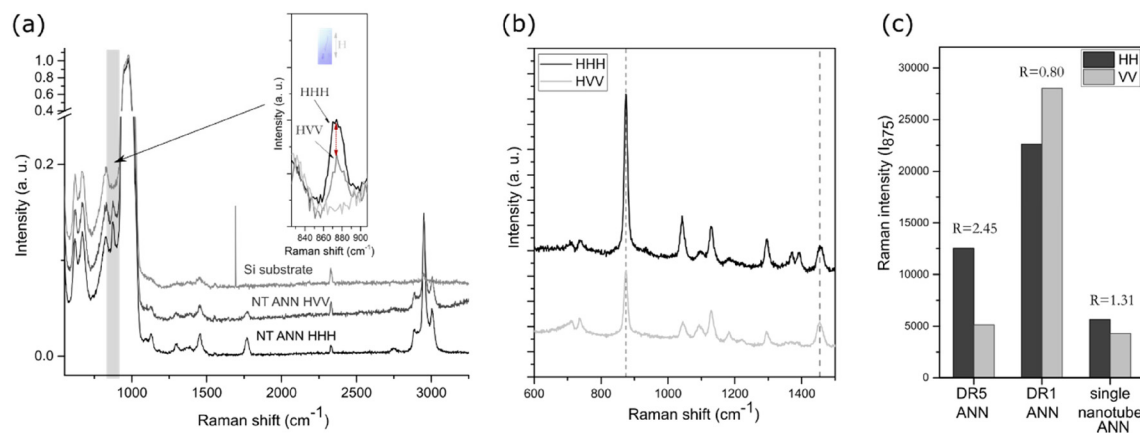 (a)
1.0
0.8
0.6
0.4
0.2
0.0
Intensity (a. u.)
1000 1500 2000 2500 3000
Raman shift (cm-1)
Si substrate
NT ANN HVV
NT ANN HHH
H
HHH
HVV
Intensity (a. u.)
840 860 880 900
Raman shift (cm-1)
(b)
HHH
HVV
Intensity (a. u.)
600 800 1000 1200 1400
Raman shift (cm-1)
(c)
HH
VV
Raman intensity (I875)
30000
25000
20000
15000
10000
5000
0
R=2.45
R=0.80
R=1.31
DR5 ANN
DR1 ANN
single nanotube ANN